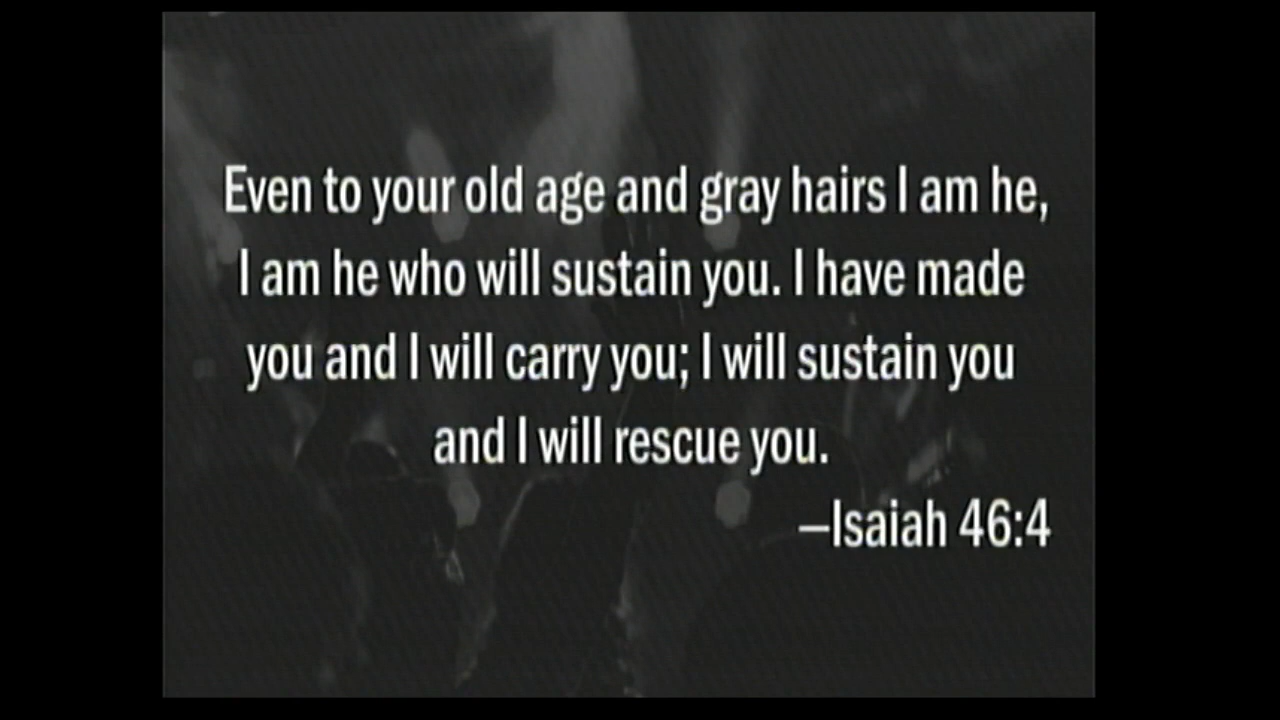 Even to your old age and gray hairs I am he,
I am he who will sustain you. I have made
you and I will carry you; I will sustain you
and I will rescue you.
–Isaiah 46:4